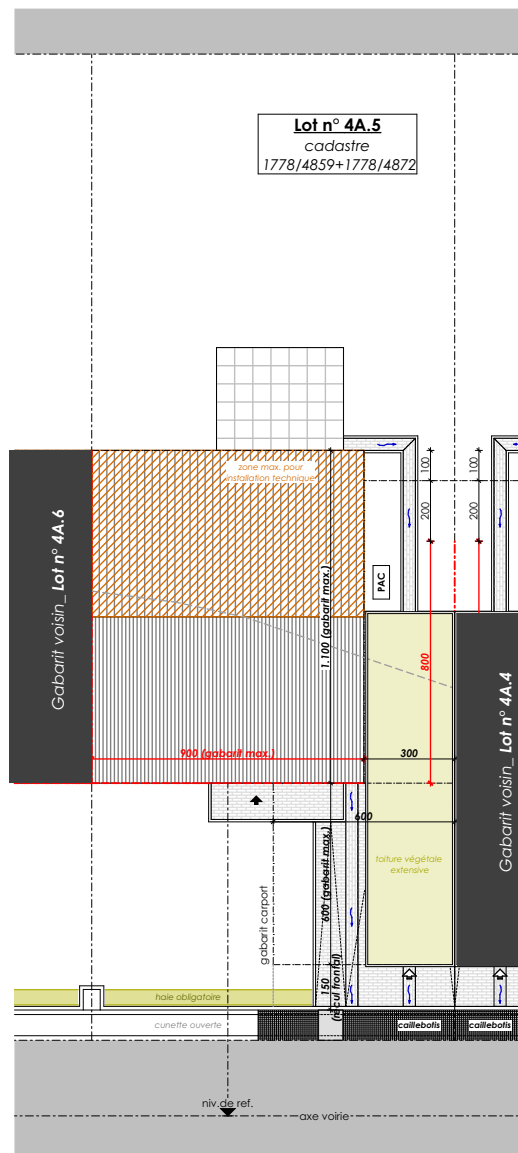 Lot n° 4A.5
cadastre
1778/4859+1778/4872
zone max. pour
installation technique
100
100
200
200
Gabarit voisin_ Lot n° 4A.6
PAC
1.100 (gabarit max.)
800
900 (gabarit max.)
300
Gabarit voisin_ Lot n° 4A.4
600
toiture végétale
extensive
600 (gabarit max.)
gabarit carport
150
(recul frontal)
haie obligatoire
cunette ouverte
caillebotis
caillebotis
niv.de ref.
axe voirie